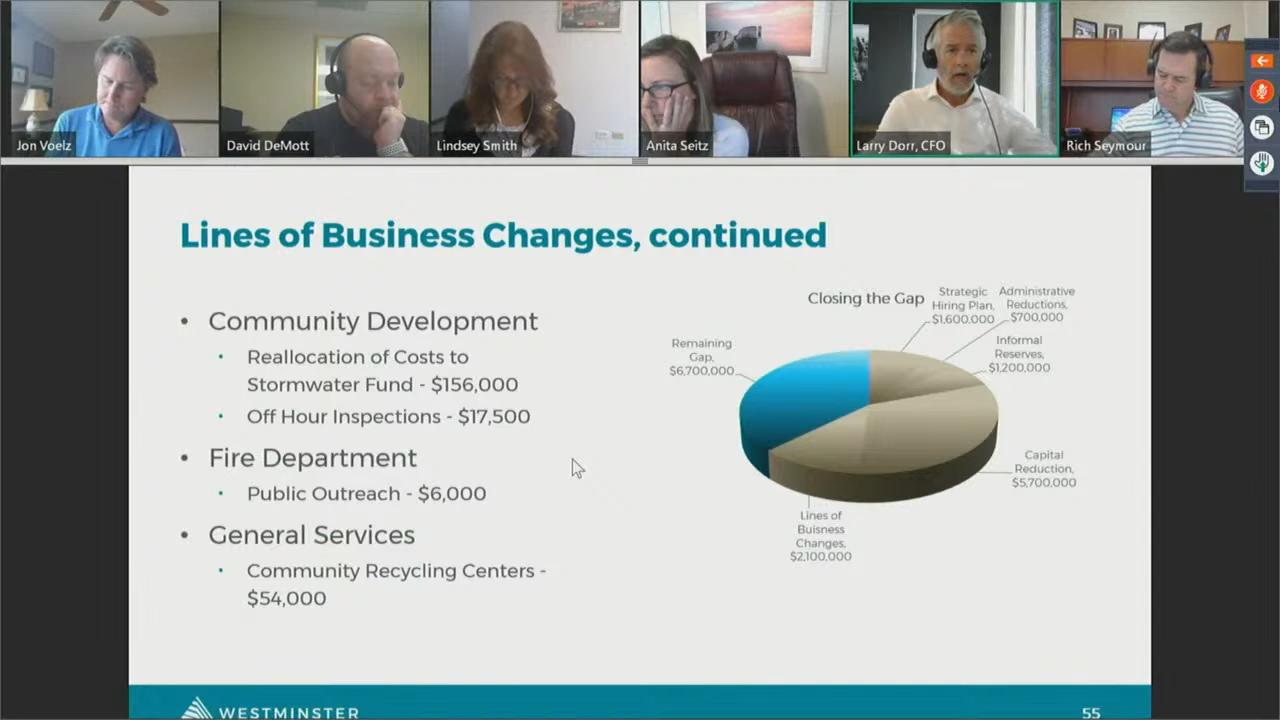 Jon Voelz
David DeMott
Lindsey Smith
Anita Seitz
Larry Dorr, CFO
Rich Seymour
Lines of Business Changes, continued
• Community Development
• Reallocation of Costs to
Stormwater Fund - $156,000
• Off Hour Inspections - $17,500
• Fire Department
• Public Outreach - $6,000
• General Services
• Community Recycling Centers -
$54,000
Closing the Gap
Strategic
Hiring Plan,
$1,600,000
Administrative
Reductions,
$700,000
Informal
Reserves,
$1,200,000
Remaining
Gap,
$6,700,000
Capital
Reduction,
$5,700,000
Lines of
Buisness
Changes,
$2,100,000
WESTMINSTER
55